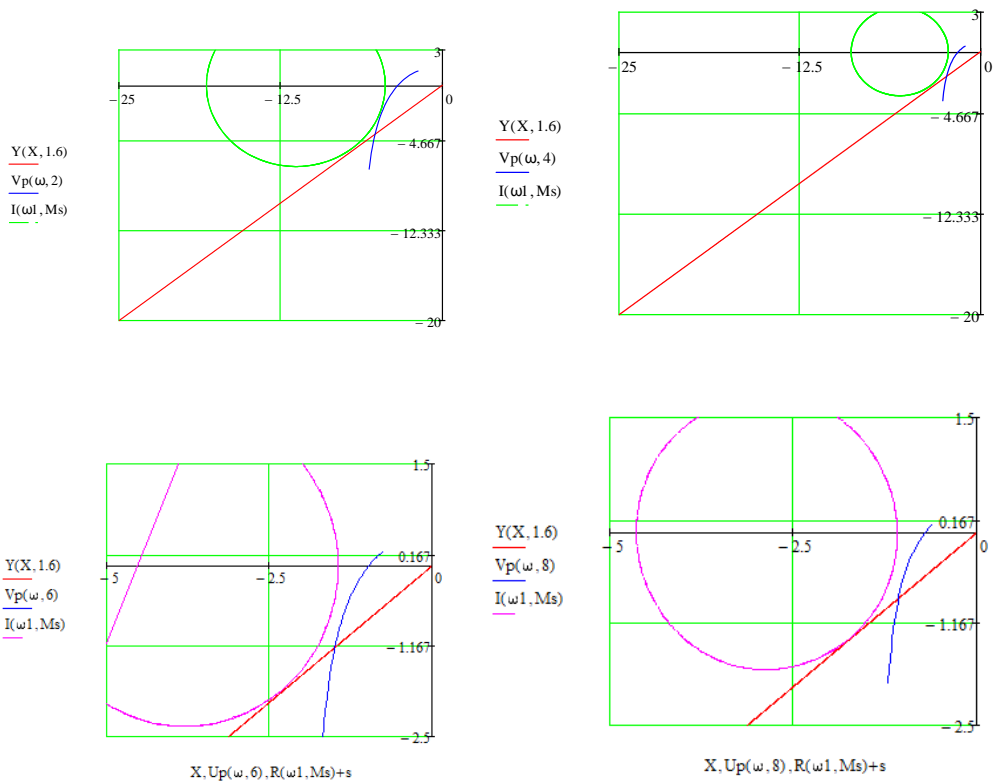 3
− 25
− 12.5
0
− 4.667
− 12.333
− 20
Y(X, 1.6)
Vp(ω, 2)
I(ω1, Ms)
3
− 25
− 12.5
0
− 4.667
− 12.333
− 20
Y(X, 1.6)
Vp(ω, 4)
I(ω1, Ms)
1.5
0.167
− 5
− 2.5
0
− 1.167
− 2.5
Y(X,1.6)
Vp(ω,6)
I(ω1,Ms)
X,Up(ω,6),R(ω1,Ms)+s
1.5
0.167
− 5
− 2.5
0
− 1.167
− 2.5
Y(X,1.6)
Vp(ω,8)
I(ω1,Ms)
X,Up(ω,8),R(ω1,Ms)+s